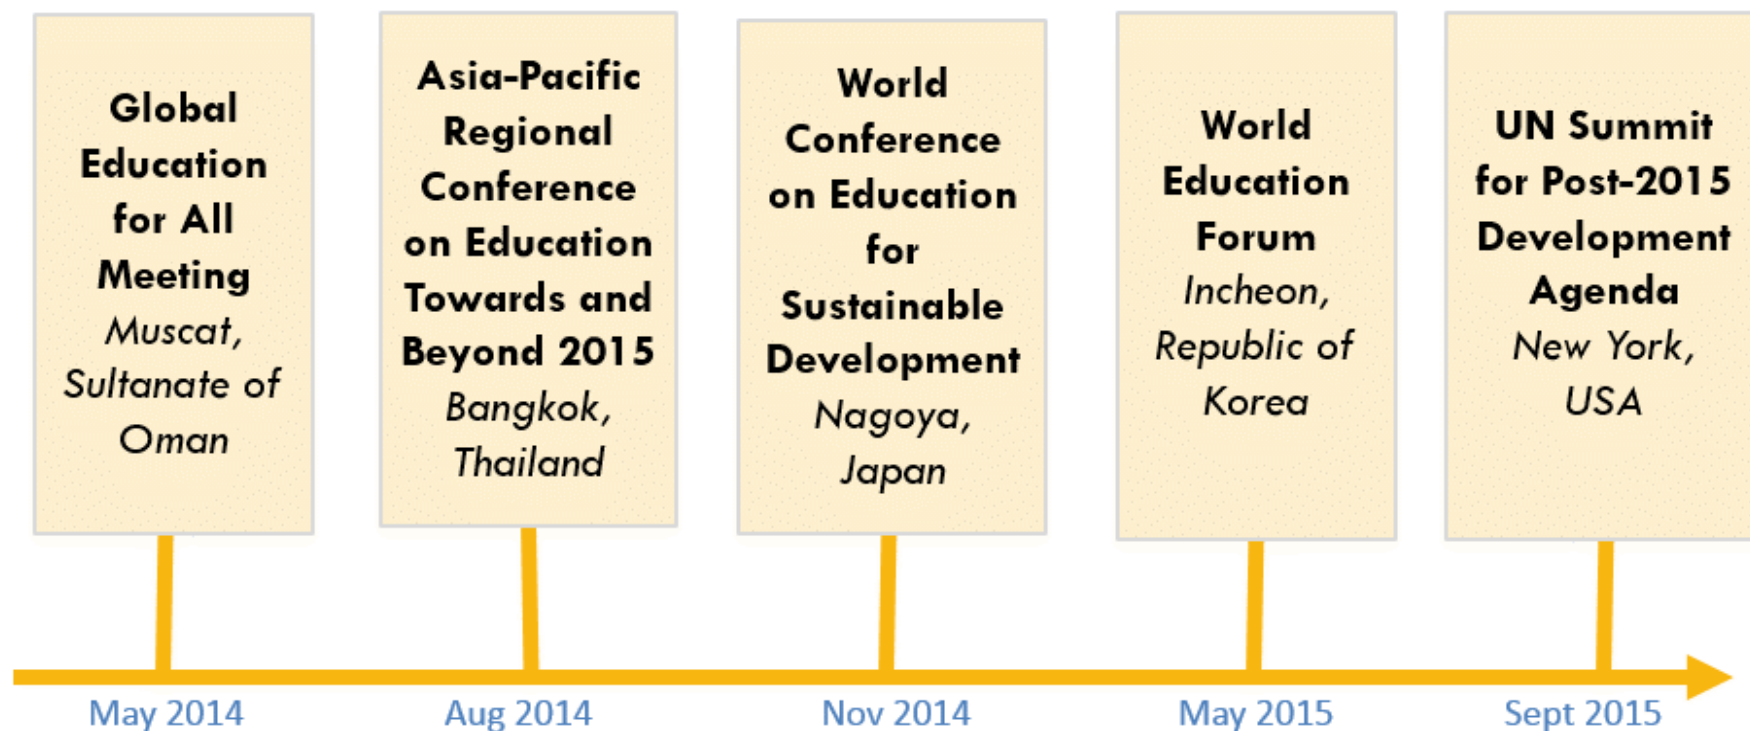 Global
Education
for All
Meeting
Muscat,
Sultanate of
Oman
Asia-Pacific
Regional
Conference
on Education
Towards and
Beyond 2015
Bangkok,
Thailand
World
Conference
on Education
for
Sustainable
Development
Nagoya,
Japan
World
Education
Forum
Incheon,
Republic of
Korea
UN Summit
for Post-2015
Development
Agenda
New York,
USA
May 2014
Aug 2014
Nov 2014
May 2015
Sept 2015